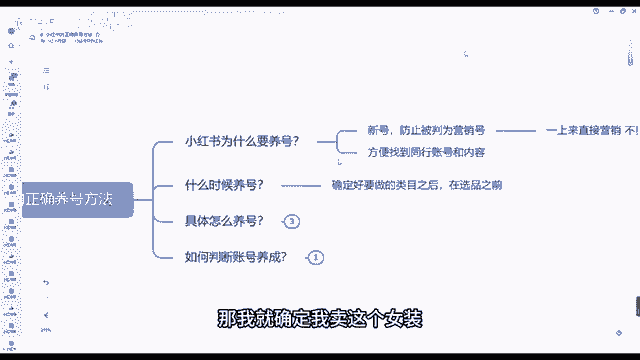 小红书为什么要养号？
新号，防止被判为营销号
一上来直接营销 不！
方便找到同行账号和内容
正确养号方法
什么时候养号？
确定好要做的类目之后，在选品之前
具体怎么养号？
3
如何判断账号养成？
1
那我就确定我卖这个女装